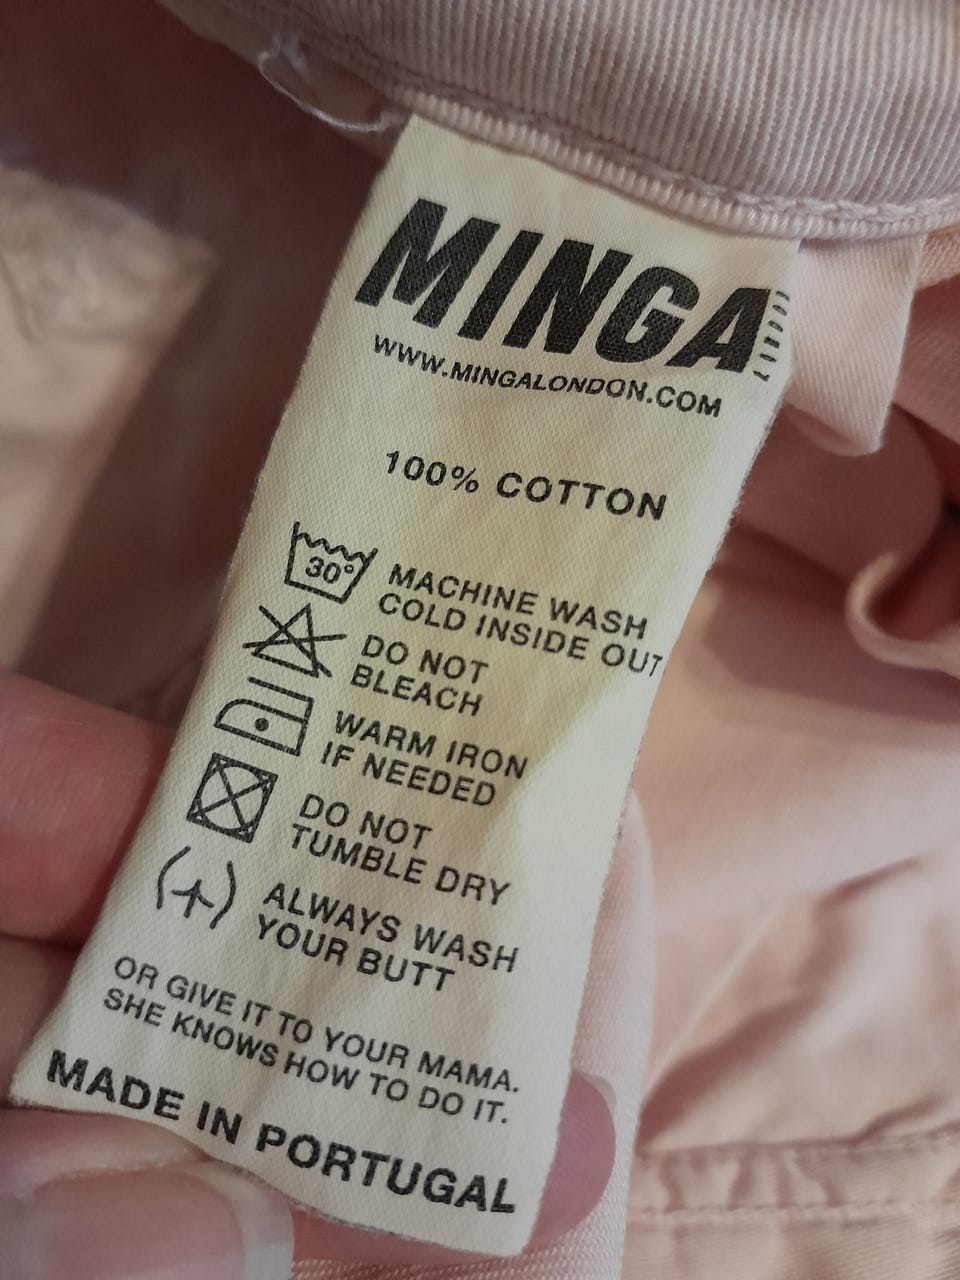 MINGA
WWW.MINGALONDON.COM
100% COTTON
30°
MACHINE WASH
COLD INSIDE OUT
DO NOT
BLEACH
WARM IRON
IF NEEDED
DO NOT
TUMBLE DRY
ALWAYS WASH
YOUR BUTT
OR GIVE IT TO YOUR MAMA.
SHE KNOWS HOW TO DO IT.
MADE IN PORTUGAL